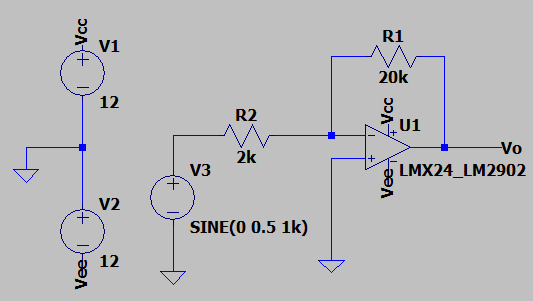 Vcc
V1
12
V2
12
Vee
V3
SINE(0 0.5 1k)
R2
2k
R1
20k
Vcc
U1
LMX24_LM2902
Vee
Vo